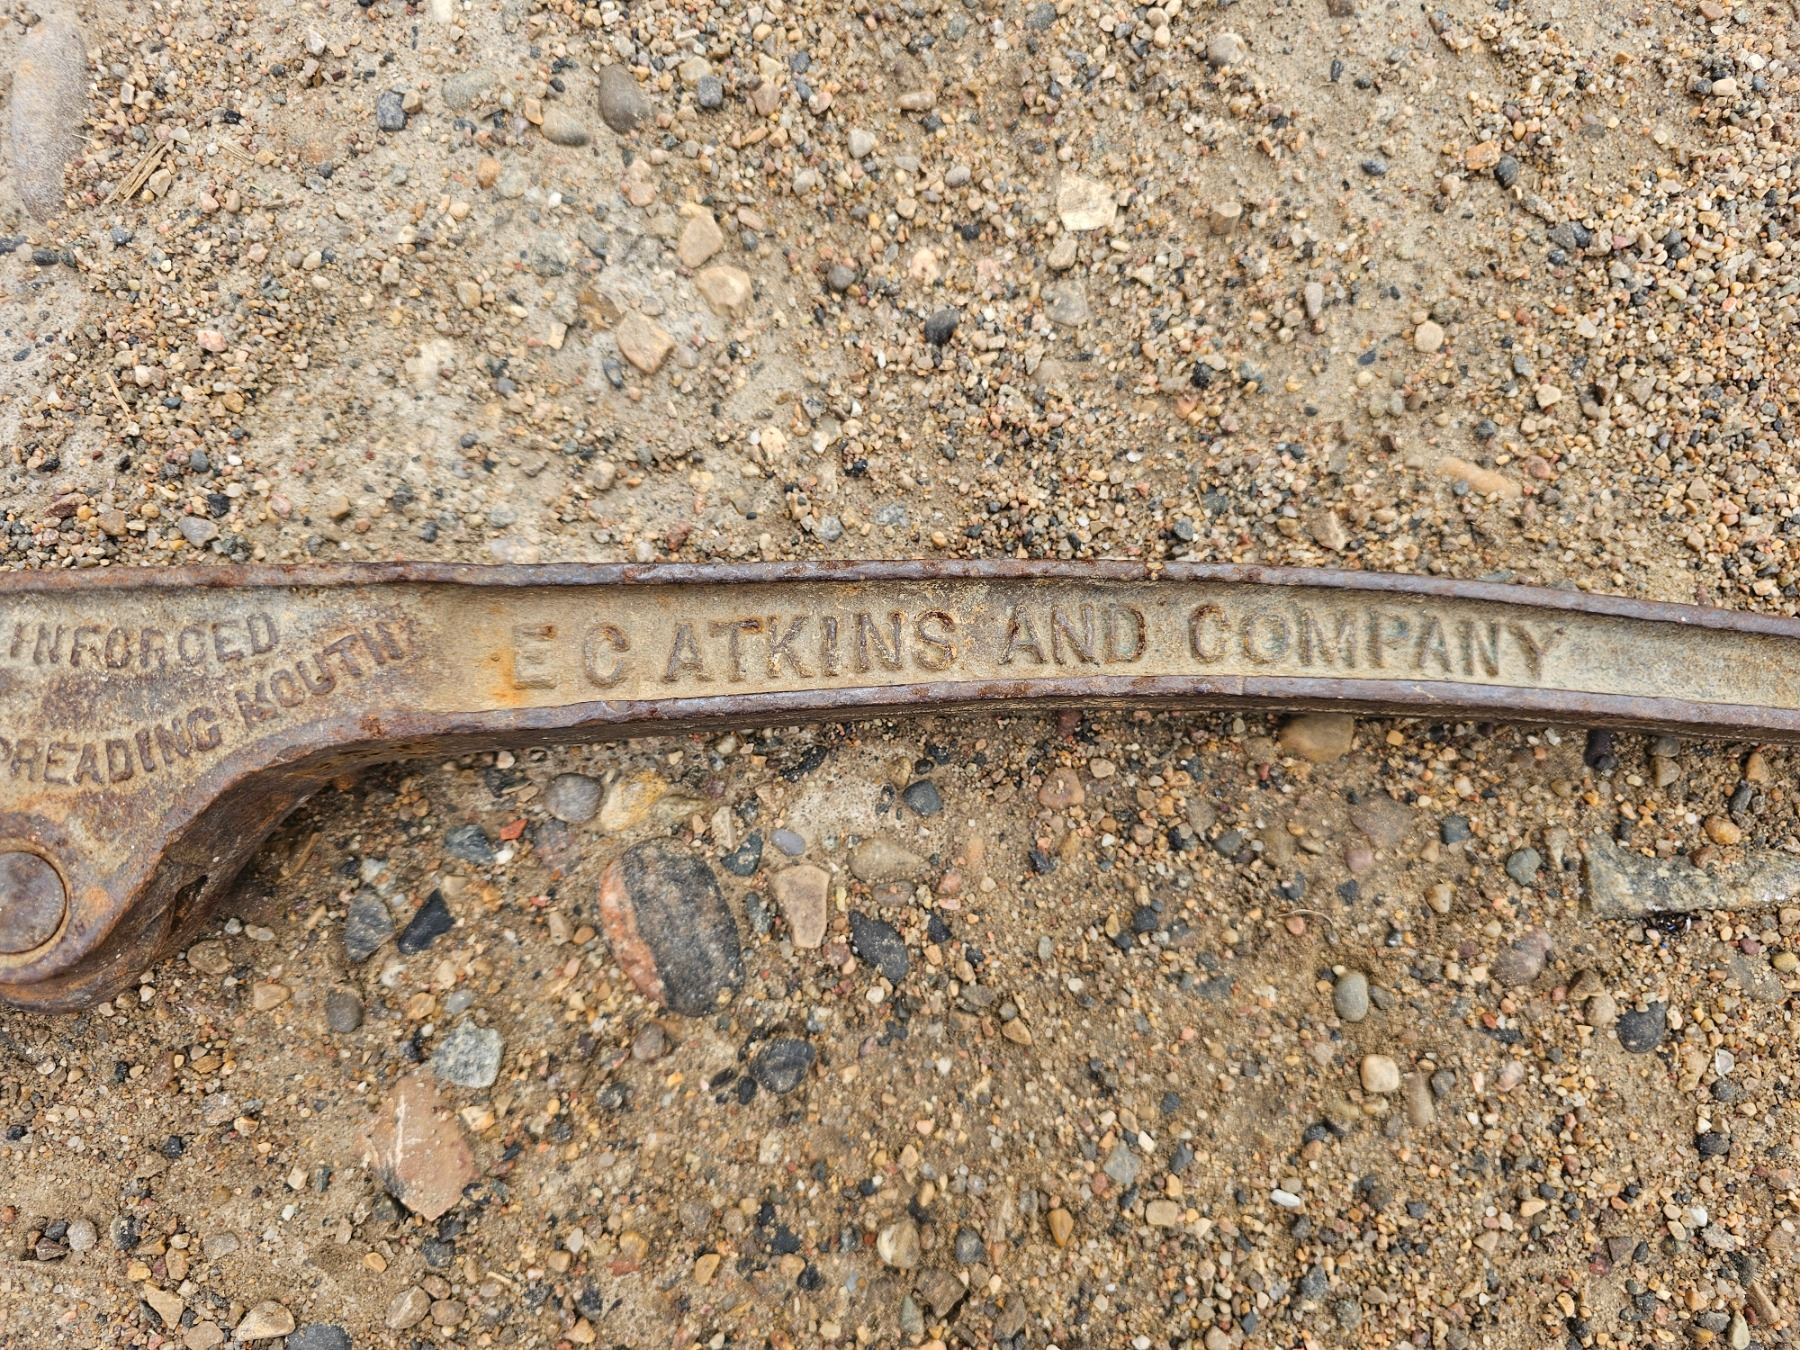 INFORCED
PREADING MOUTH
E C ATKINS AND COMPANY